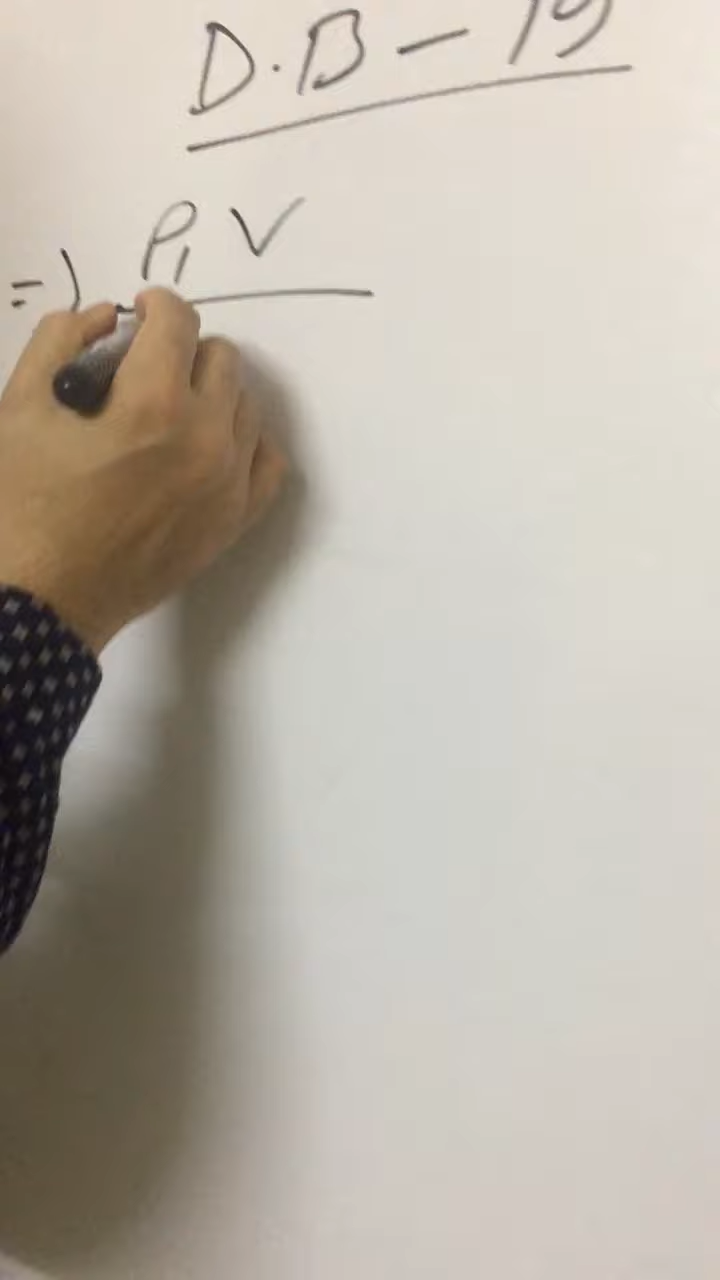 D.B – 19
=) P₁ V